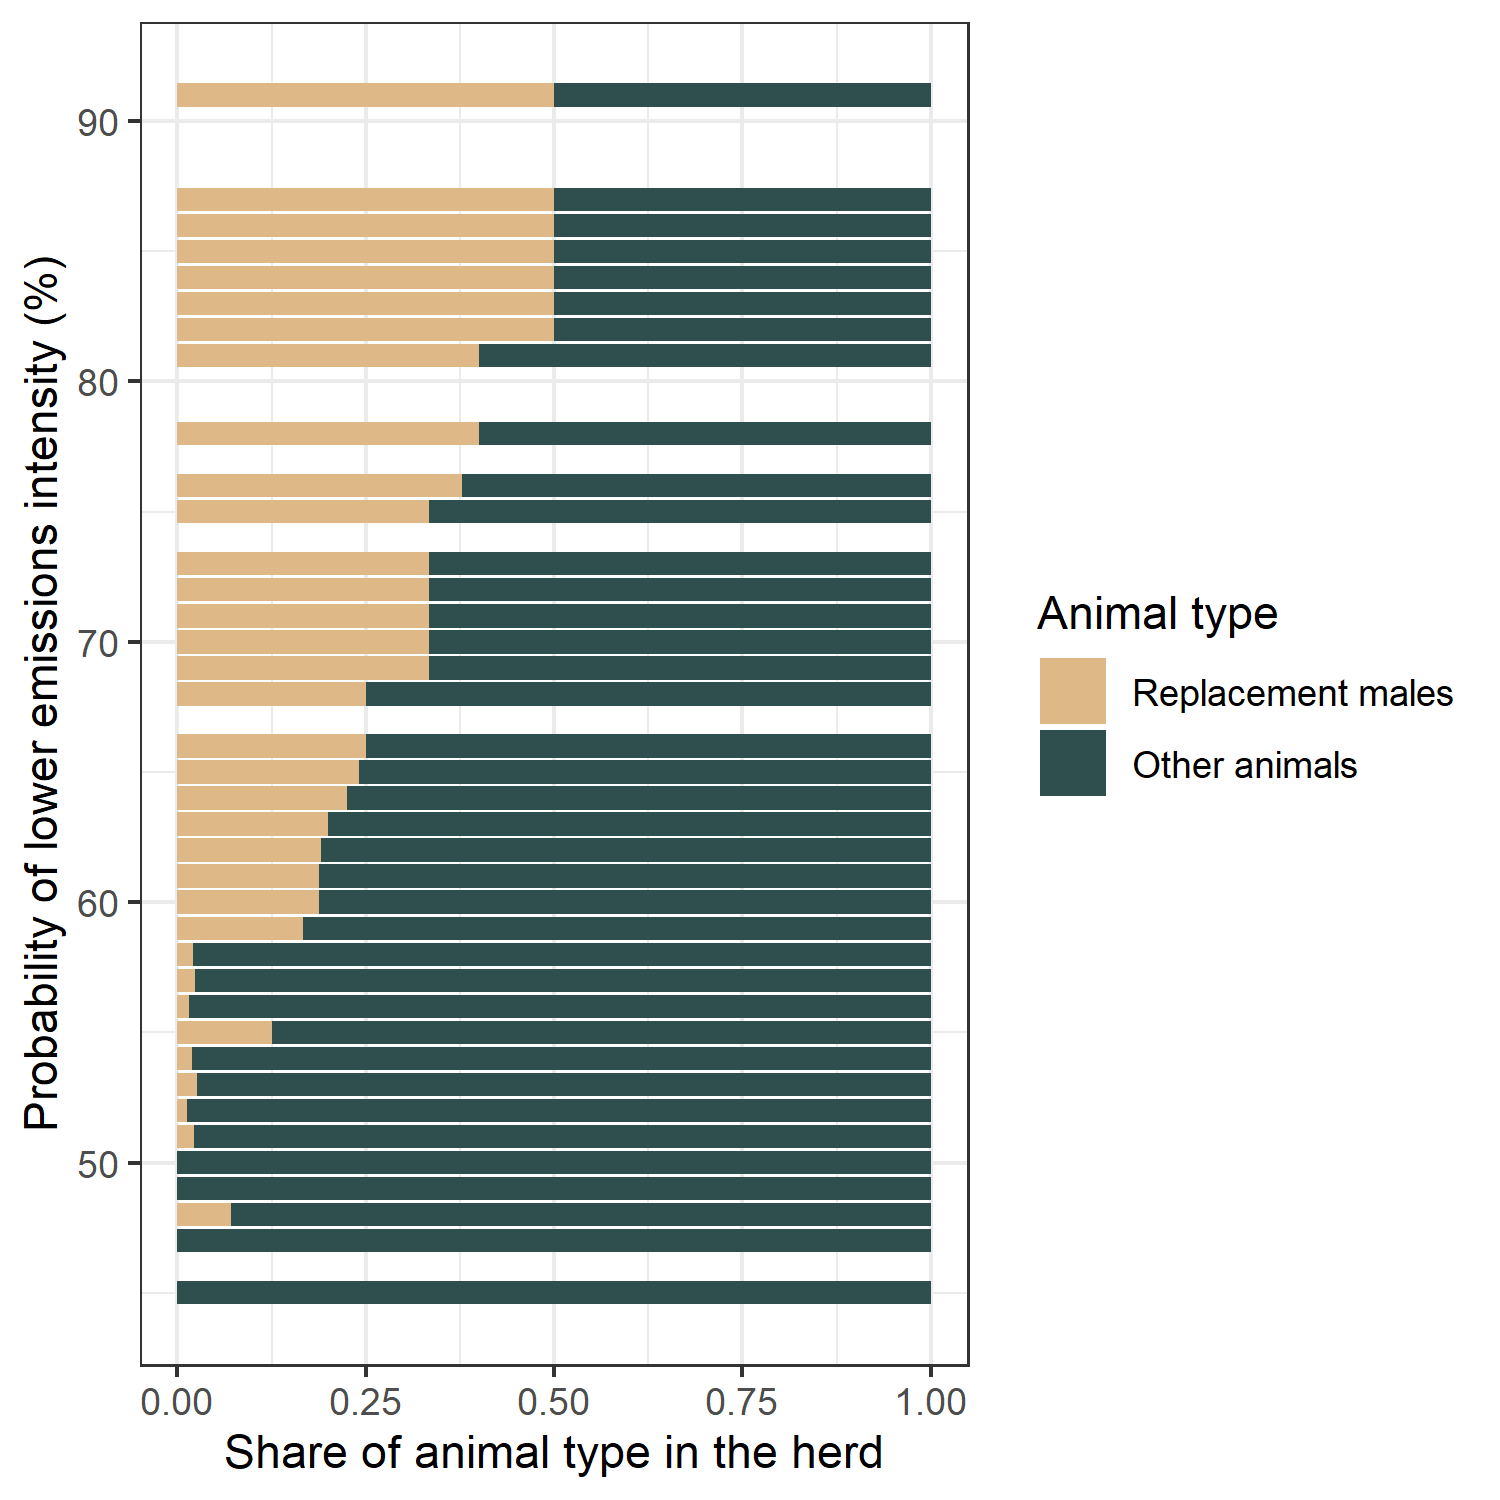 Probability of lower emissions intensity (%)
90
80
70
60
50
0.00 0.25 0.50 0.75 1.00
Share of animal type in the herd
Animal type
Replacement males
Other animals